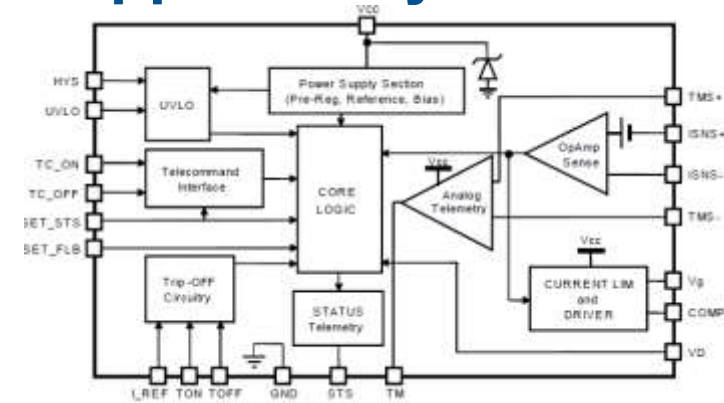 Vcc
HYS
UVLO
TC_ON
TC_OFF
SET_STS
SET_FLB
UVLO
Power Supply Section
(Pre-Reg, Reference, Bias)
Telecommand
Interface
CORE
LOGIC
Vcc
Analog
Telemetry
OpAmp
Sense
TMS+
ISNS+
ISNS-
TMS-
Trip-OFF
Circuitry
STATUS
Telemetry
Vcc
CURRENT LIM
and
DRIVER
Vg
COMP
VD
I_REF TON TOFF GND STS TM